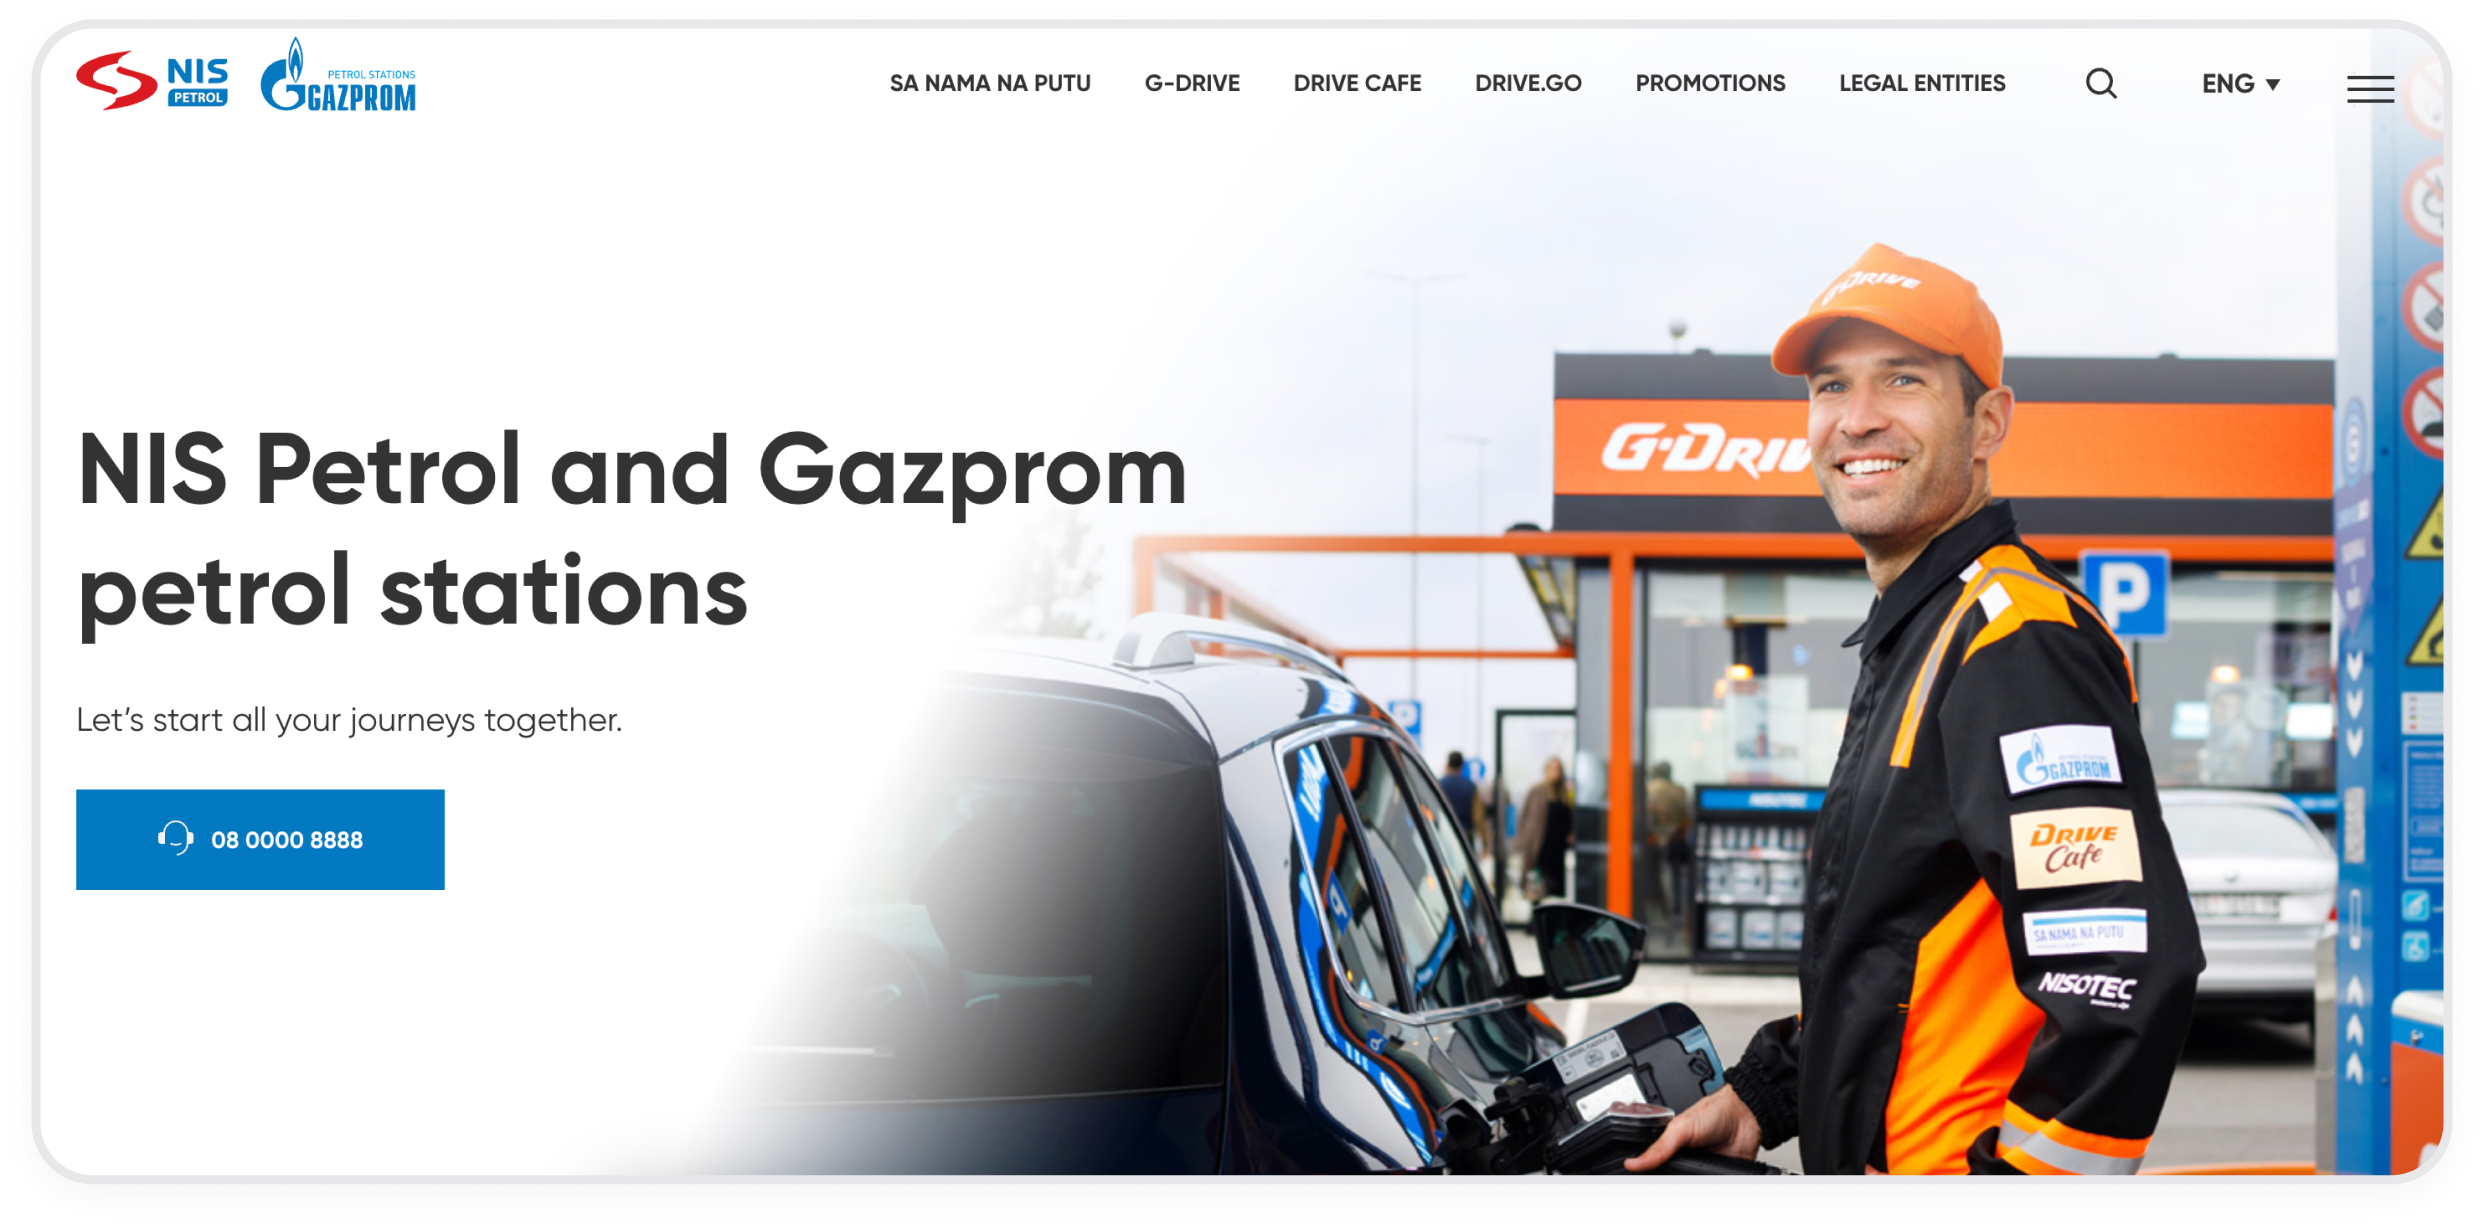 NIS
PETROL
PETROL STATIONS
GAZPROM
SA NAMA NA PUTU
G-DRIVE
DRIVE CAFE
DRIVE.GO
PROMOTIONS
LEGAL ENTITIES
ENG
NIS Petrol and Gazprom
petrol stations
Let’s start all your journeys together.
08 0000 8888
G-DRIVE
G-DRIV
P
P
NISOTEC
GAZPROM
DRIVE
Cafe
SA NAMA NA PUTU
NISOTEC